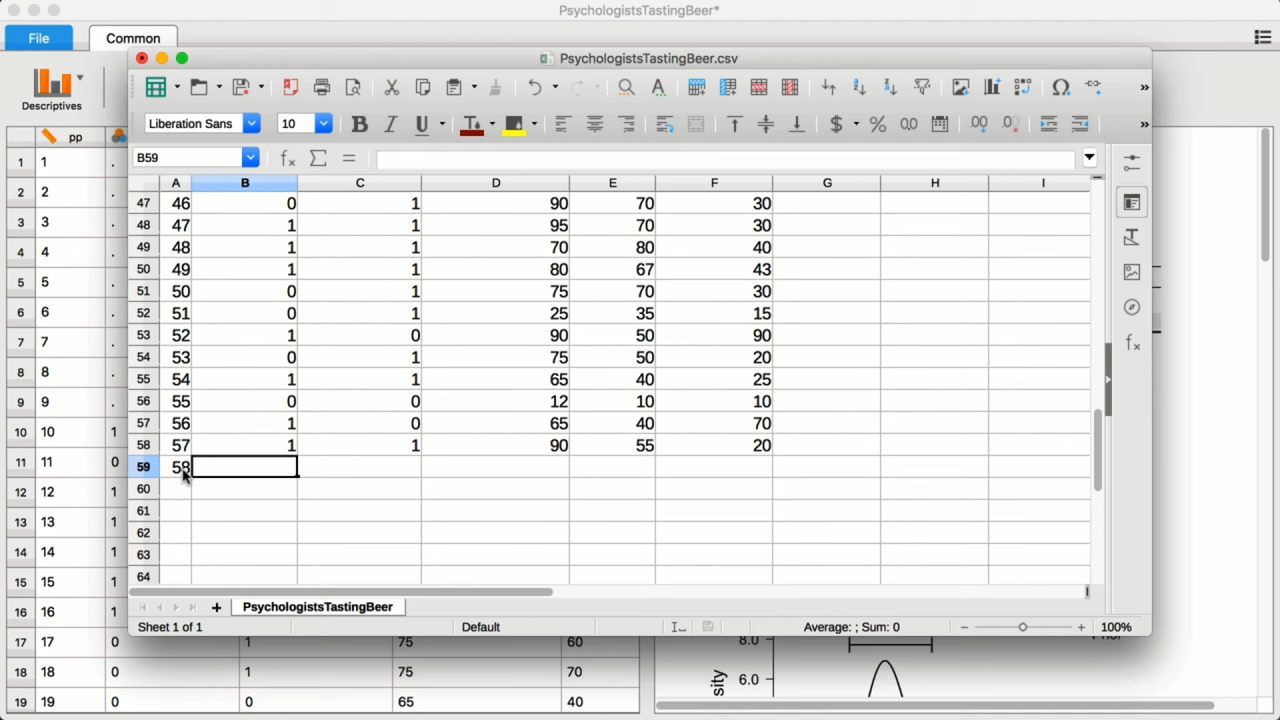 PsychologistsTastingBeer*
File Common
Descriptives
PsychologistsTastingBeer.csv
Liberation Sans 10
B59
A B C D E F G H I
47 46 0 1 90 70 30
48 47 1 1 95 70 30
49 48 1 1 70 80 40
50 49 1 1 80 67 43
51 50 0 1 75 70 30
52 51 0 1 25 35 15
53 52 1 0 90 50 90
54 53 0 1 75 50 20
55 54 1 1 65 40 25
56 55 0 0 12 10 10
57 56 1 0 65 40 70
58 57 1 1 90 55 20
59 58
60
61
62
63
64
PsychologistsTastingBeer
Sheet 1 of 1 Default Average: ; Sum: 0 100%
pp
1 1 .
2 2 .
3 3 .
4 4 .
5 5 .
6 6 .
7 7 .
8 8 .
9 9 .
10 10 1
11 11 0
12 12 1
13 13 1
14 14 1
15 15 1
16 16 1
17 17 0 1 75 60
18 18 0 1 75 70
19 19 0 0 65 40
8.0
6.0
sity